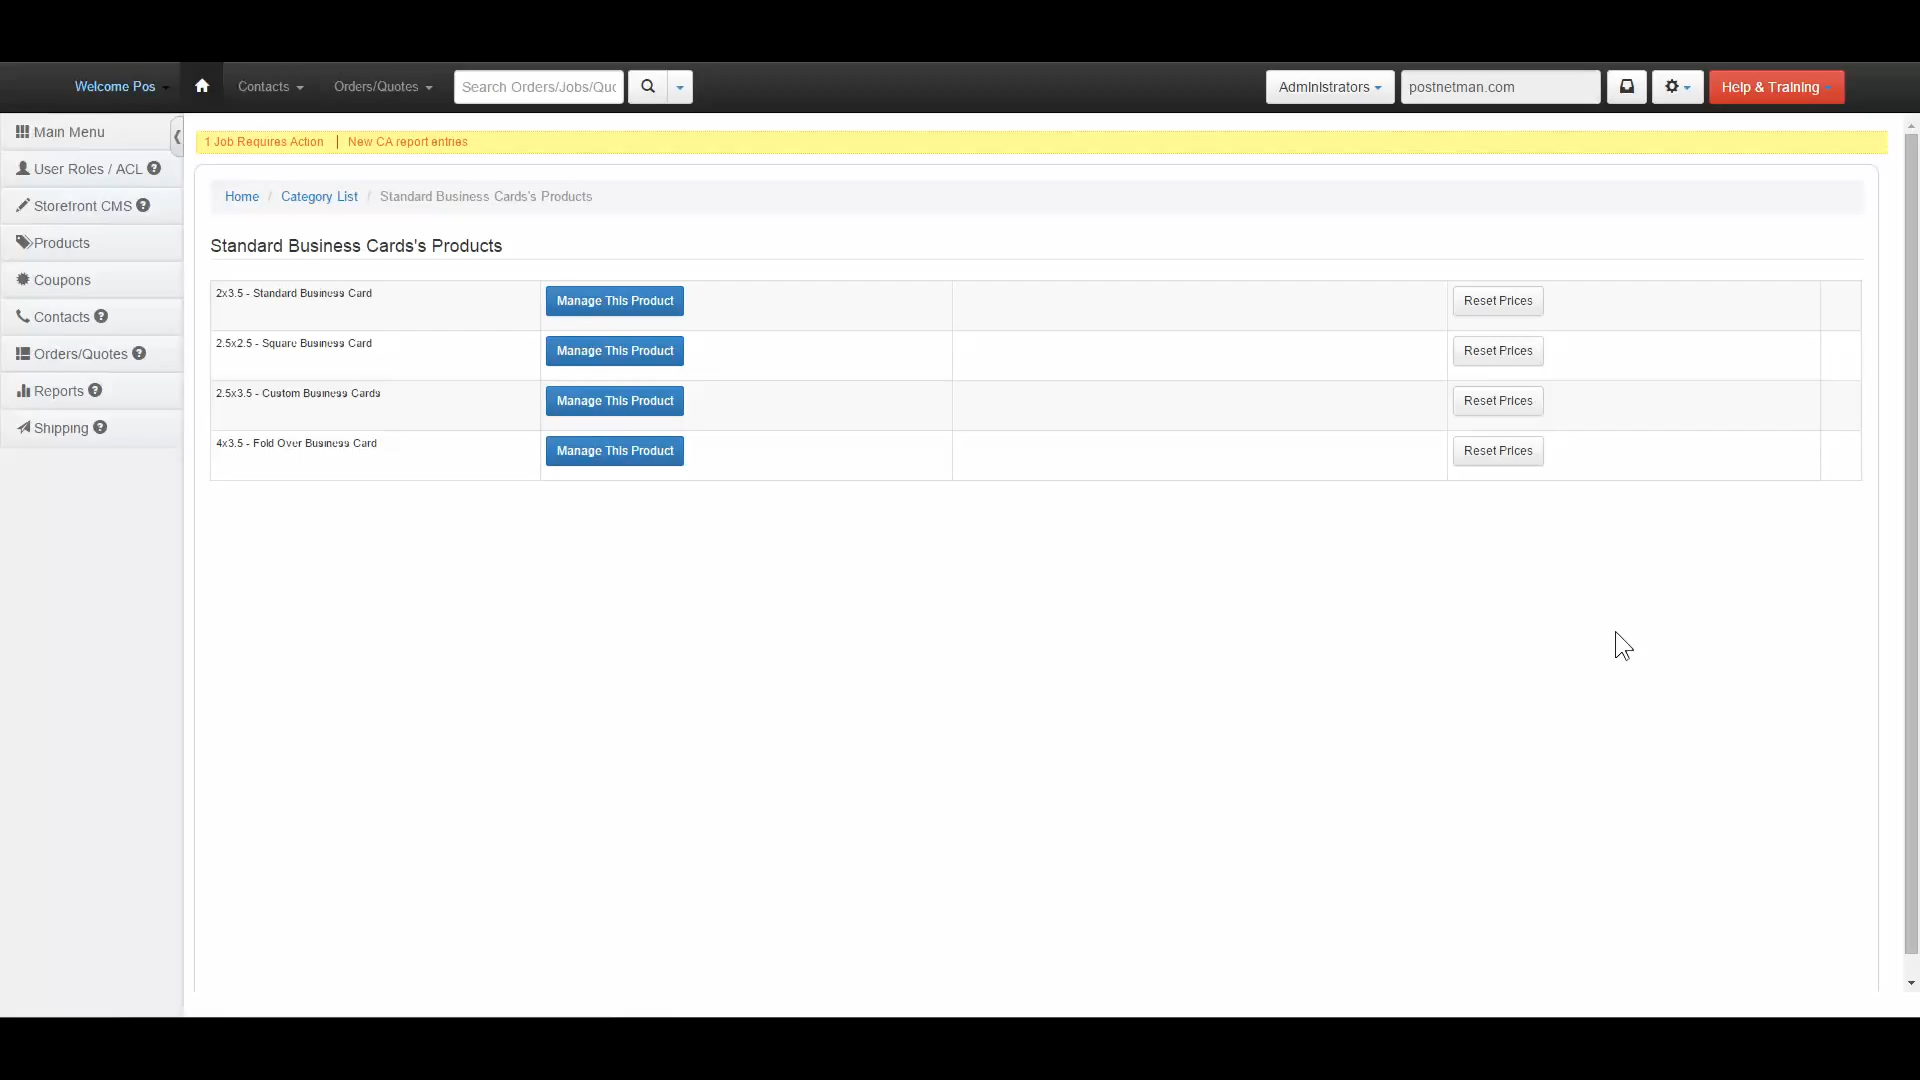 Welcome Pos
Contacts
Orders/Quotes
Search Orders/Jobs/Quo
Administrators
postnetman.com
Help & Training
Main Menu
User Roles / ACL
Storefront CMS
Products
Coupons
Contacts
Orders/Quotes
Reports
Shipping
1 Job Requires Action | New CA report entries
Home / Category List / Standard Business Cards's Products
Standard Business Cards's Products
2x3.5 - Standard Business Card Manage This Product Reset Prices
2.5x2.5 - Square Business Card Manage This Product Reset Prices
2.5x3.5 - Custom Business Cards Manage This Product Reset Prices
4x3.5 - Fold Over Business Card Manage This Product Reset Prices